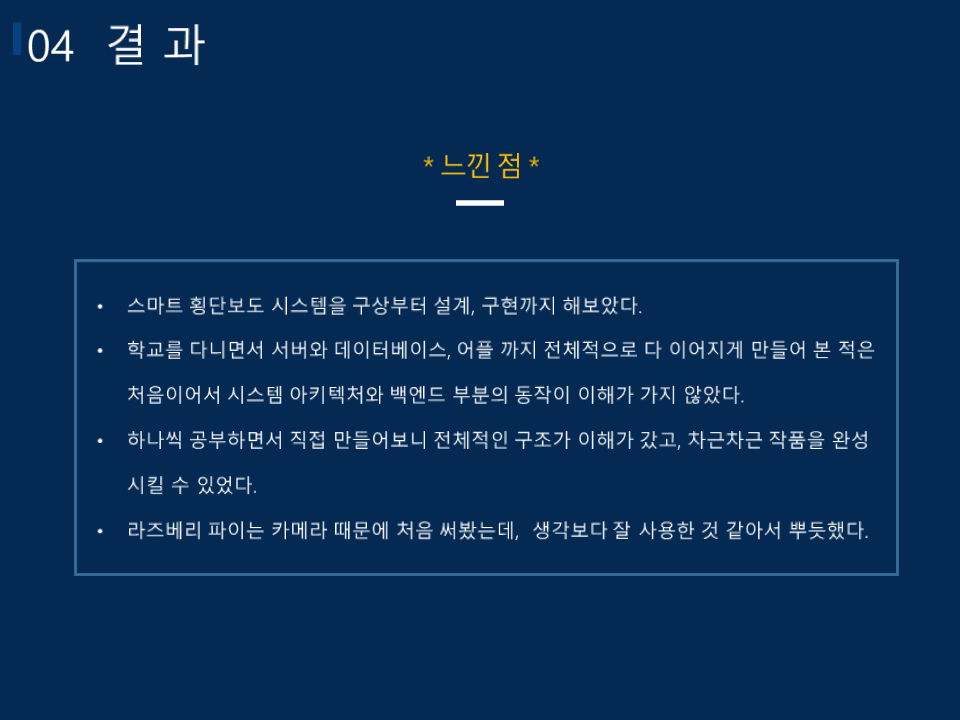 04 결 과
* 느낀 점 *
• 스마트 횡단보도 시스템을 구상부터 설계, 구현까지 해보았다.
• 학교를 다니면서 서버와 데이터베이스, 어플 까지 전체적으로 다 이어지게 만들어 본 적은
처음이어서 시스템 아키텍처와 백엔드 부분의 동작이 이해가 가지 않았다.
• 하나씩 공부하면서 직접 만들어보니 전체적인 구조가 이해가 갔고, 차근차근 작품을 완성
시킬 수 있었다.
• 라즈베리 파이는 카메라 때문에 처음 써봤는데, 생각보다 잘 사용한 것 같아서 뿌듯했다.